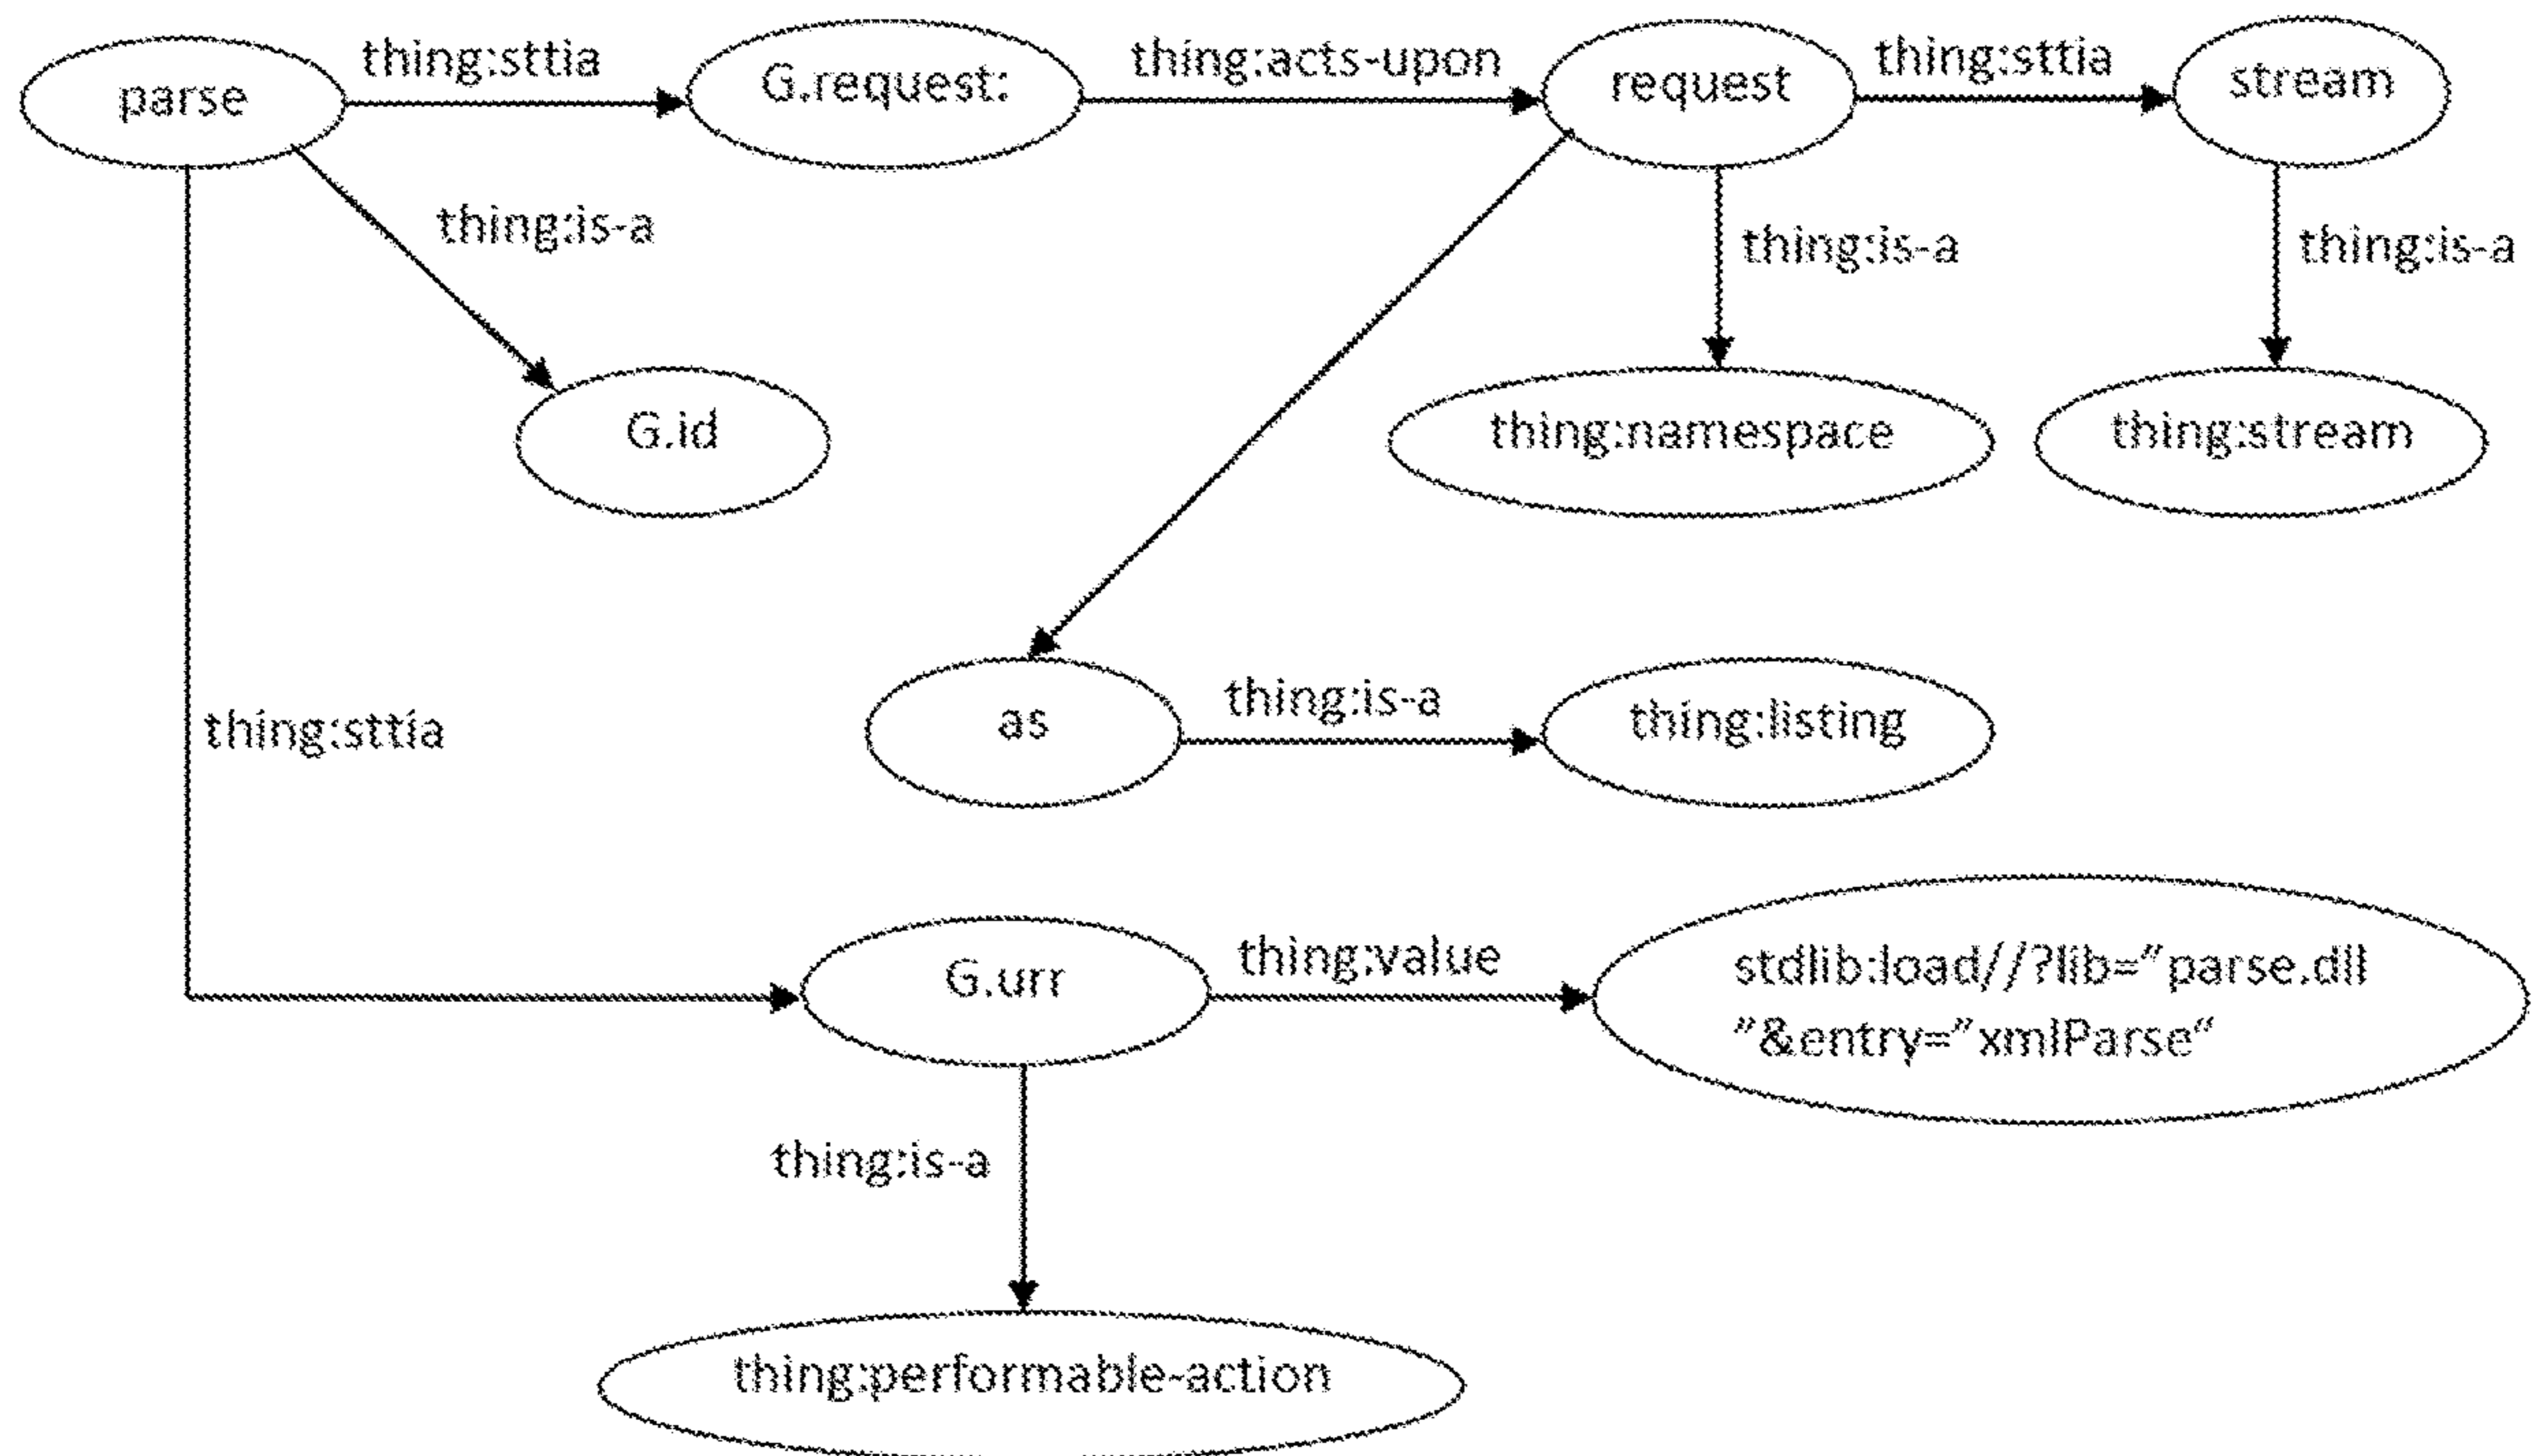 parse
thing:sttia
G.request:
thing:acts-upon
request
thing:sttia
stream
thing:is-a
thing:is-a
thing:is-a
G.id
thing:namespace
thing:stream
as
thing:is-a
thing:listing
thing:sttia
G.urr
thing:value
stdlib:load//?lib=”parse.dll
”&entry=”xmlParse“
thing:is-a
thing:performable-action